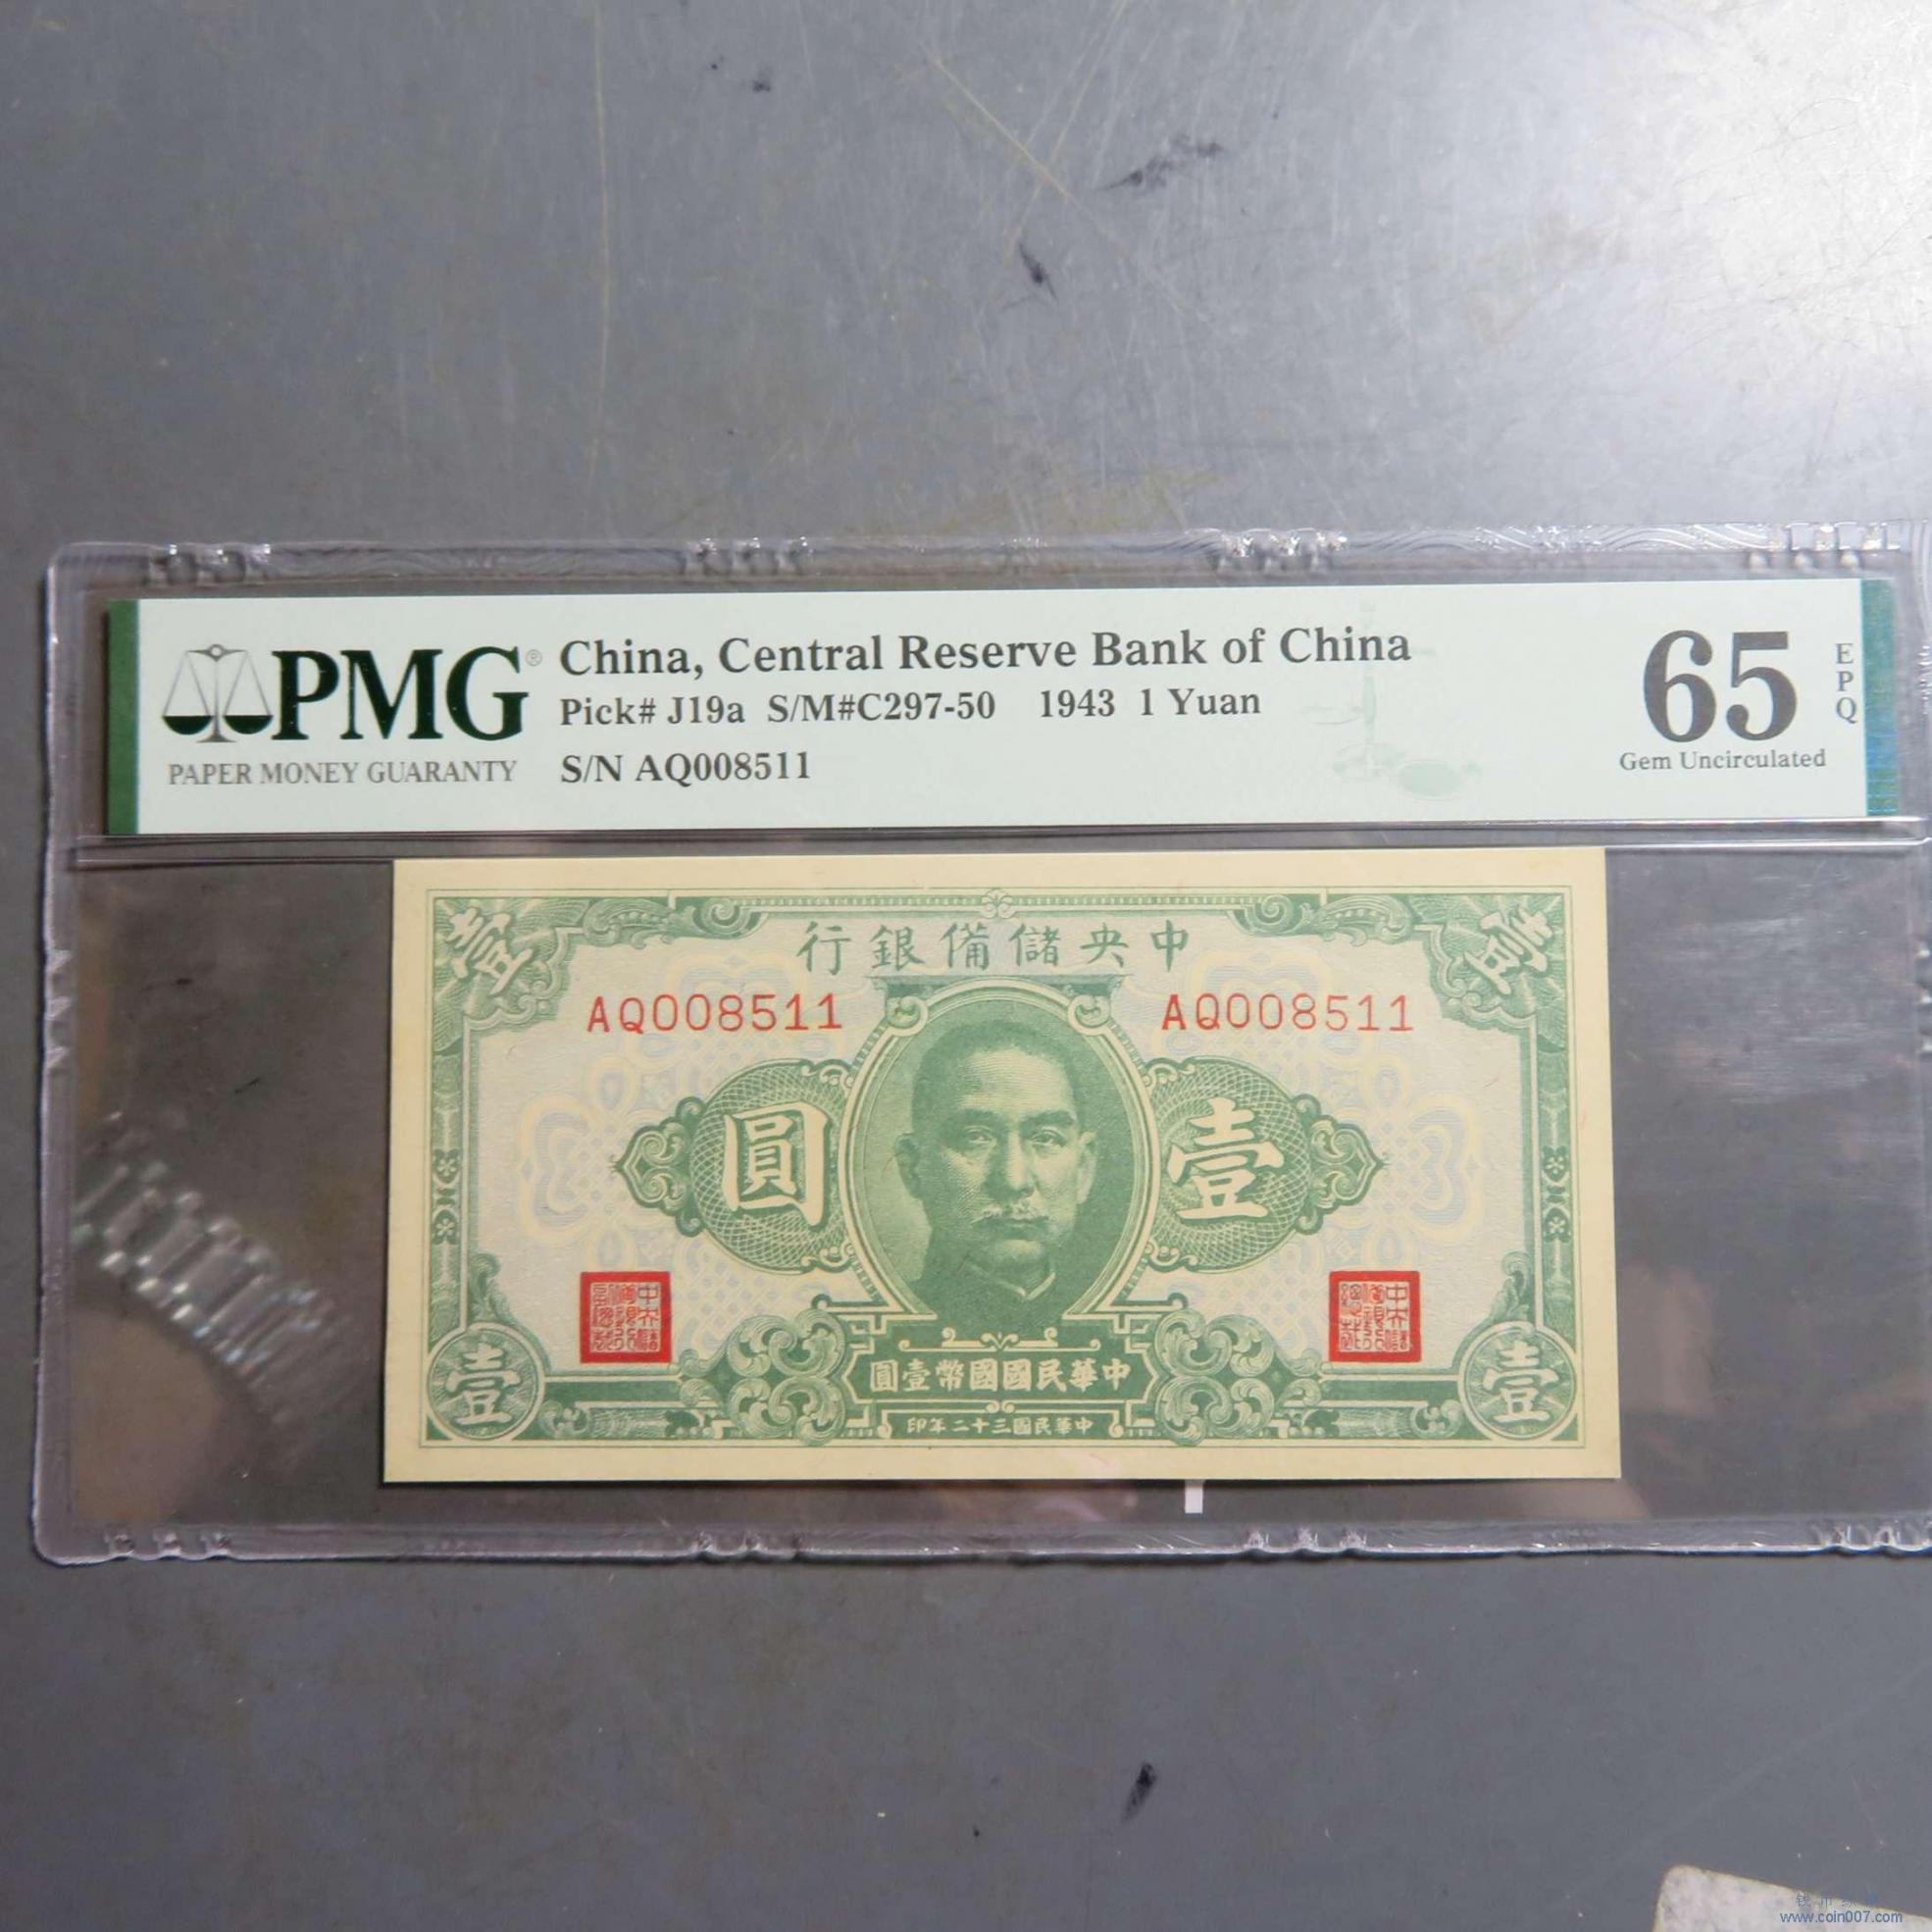 PMG®
PAPER MONEY GUARANTY
China, Central Reserve Bank of China
Pick# J19a S/M#C297-50 1943 1 Yuan
S/N AQ008511
65
EPQ
Gem Uncirculated
壹
壹
中央儲備銀行
AQ008511
AQ008511
壹
圓
中華民國國幣壹圓
壹
壹
中華民國三十二年印
www.coin007.com